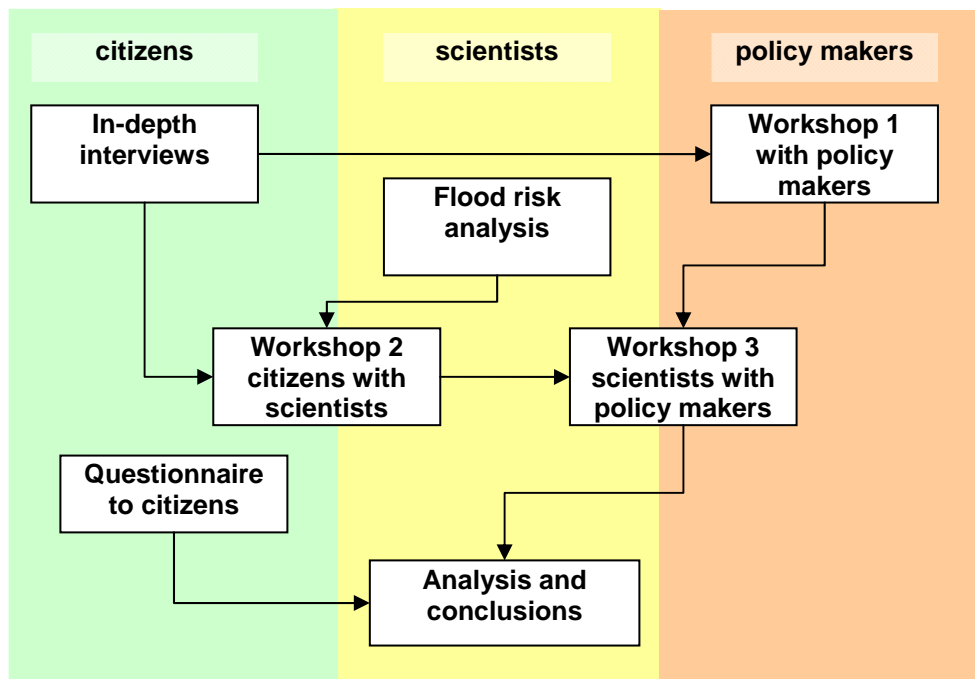 citizens
scientists
policy makers
In-depth
interviews
Workshop 1
with policy
makers
Flood risk
analysis
Workshop 2
citizens with
scientists
Workshop 3
scientists with
policy makers
Questionnaire
to citizens
Analysis and
conclusions